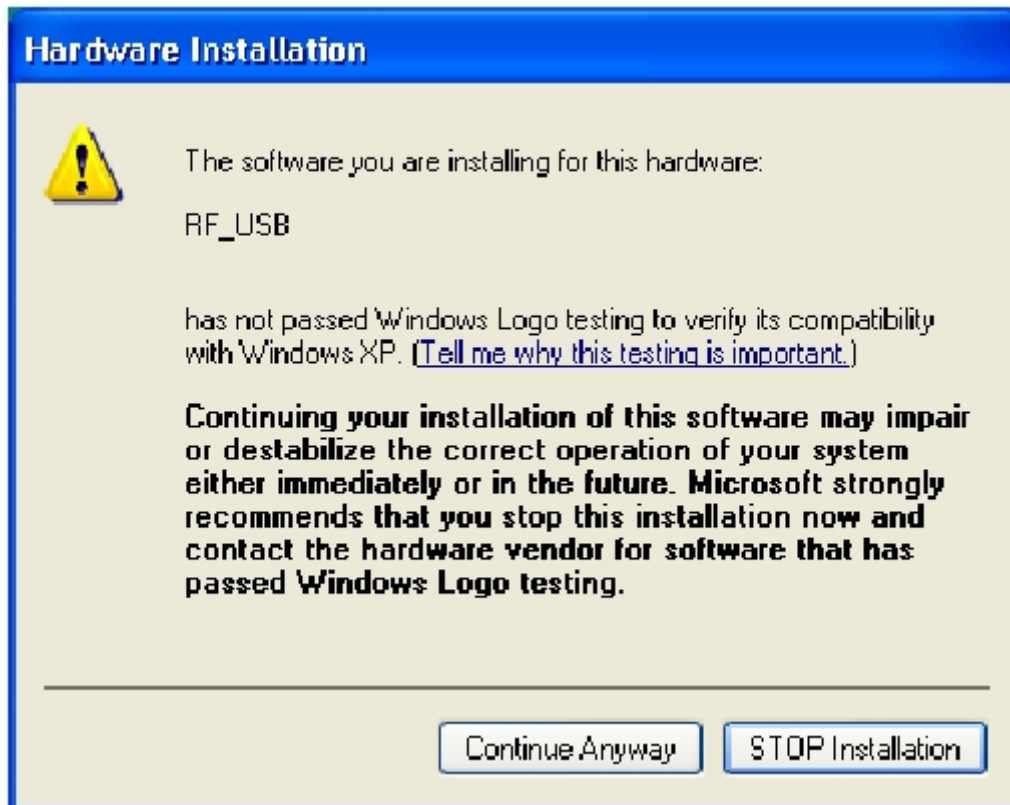 Hardware Installation
The software you are installing for this hardware:
RF_USB
has not passed Windows Logo testing to verify its compatibility
with Windows XP. (Tell me why this testing is important.)
Continuing your installation of this software may impair
or destabilize the correct operation of your system
either immediately or in the future. Microsoft strongly
recommends that you stop this installation now and
contact the hardware vendor for software that has
passed Windows Logo testing.
Continue Anyway
STOP Installation